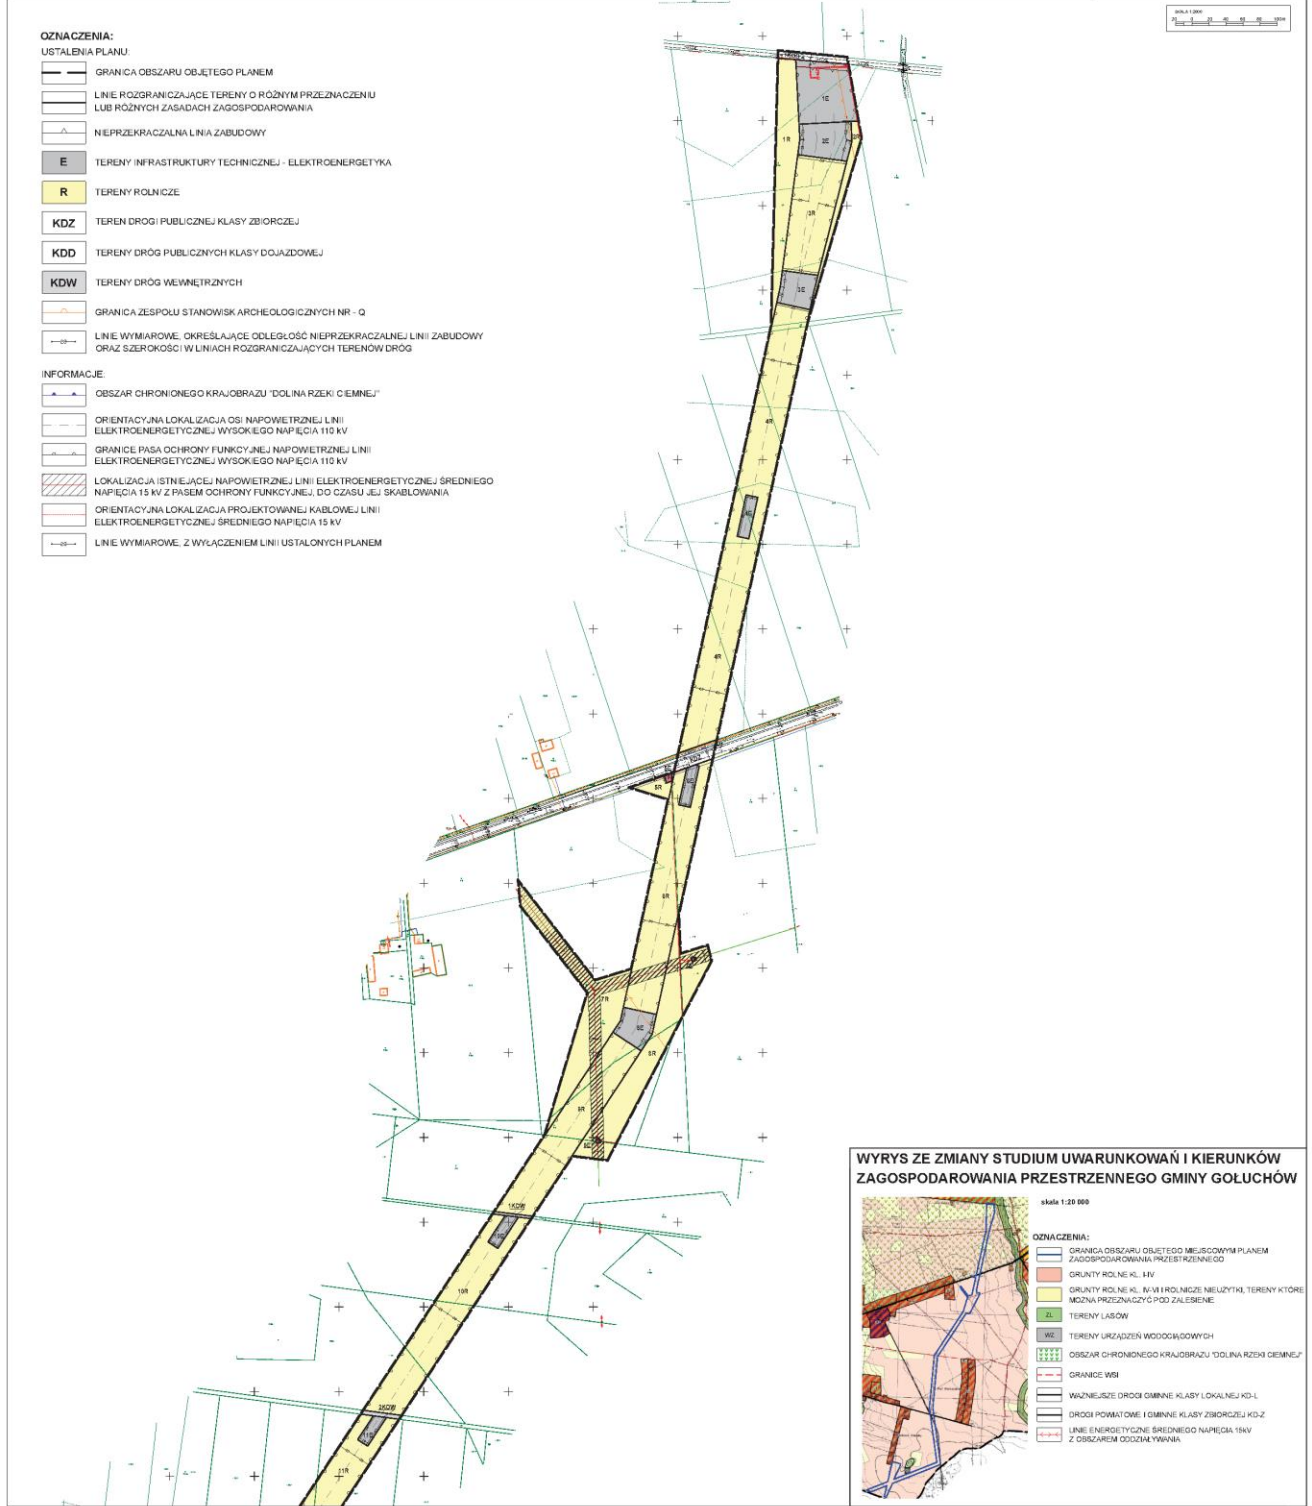 OZNACZENIA:
USTALENIA PLANU:
GRANICA OBSZARU OBJĘTEGO PLANEM
LINIE ROZGRANICZAJĄCE TERENY O RÓŻNYM PRZEZNACZENIU
LUB RÓŻNYCH ZASADACH ZAGOSPODAROWANIA
NIEPRZEKRACZALNA LINIA ZABUDOWY
E TERENY INFRASTRUKTURY TECHNICZNEJ - ELEKTROENERGETYKA
R TERENY ROLNICZE
KDZ TEREN DROGI PUBLICZNEJ KLASY ZBIORCZEJ
KDD TERENY DRÓG PUBLICZNYCH KLASY DOJAZDOWEJ
KDW TERENY DRÓG WEWNĘTRZNYCH
GRANICA ZESPOŁU STANOWISK ARCHEOLOGICZNYCH NR - Q
LINIE WYMIAROWE, OKREŚLAJĄCE ODLEGŁOŚĆ NIEPRZEKRACZALNEJ LINII ZABUDOWY
ORAZ SZEROKOŚCI W LINIACH ROZGRANICZAJĄCYCH TERENÓW DRÓG
INFORMACJE:
OBSZAR CHRONIONEGO KRAJOBRAZU "DOLINA RZEKI CIEMNEJ"
ORIENTACYJNA LOKALIZACJA OSI NAPOWIETRZNEJ LINII
ELEKTROENERGETYCZNEJ WYSOKIEGO NAPIĘCIA 110 kV
GRANICE PASA OCHRONY FUNKCYJNEJ NAPOWIETRZNEJ LINII
ELEKTROENERGETYCZNEJ WYSOKIEGO NAPIĘCIA 110 kV
LOKALIZACJA ISTNIEJĄCEJ NAPOWIETRZNEJ LINII ELEKTROENERGETYCZNEJ ŚREDNIEGO
NAPIĘCIA 15 kV Z PASEM OCHRONY FUNKCYJNEJ, DO CZASU JEJ SKABLOWANIA
ORIENTACYJNA LOKALIZACJA PROJEKTOWANEJ KABLOWEJ LINII
ELEKTROENERGETYCZNEJ ŚREDNIEGO NAPIĘCIA 15 kV
LINIE WYMIAROWE, Z WYŁĄCZENIEM LINII USTALONYCH PLANEM
SKALA 1:2000
1E
1R
2E
2R
3R
3E
4R
4E
4R
KDZ
5R
6R
7R
8R
9R
1KDW
10R
2KDW
11E
11R
WYRYS ZE ZMIANY STUDIUM UWARUNKOWAŃ I KIERUNKÓW
ZAGOSPODAROWANIA PRZESTRZENNEGO GMINY GOŁUCHÓW
skala 1:20 000
OZNACZENIA:
GRANICA OBSZARU OBJĘTEGO MIEJSCOWYM PLANEM
ZAGOSPODAROWANIA PRZESTRZENNEGO
GRUNTY ROLNE KL. I-IV
GRUNTY ROLNE KL. IV-VI I ROLNICZE NIEUŻYTKI, TERENY KTÓRE
MOŻNA PRZEZNACZYĆ POD ZALESIENIE
ZL TERENY LASÓW
WZ TERENY URZĄDZEŃ WODOCIĄGOWYCH
OBSZAR CHRONIONEGO KRAJOBRAZU "DOLINA RZEKI CIEMNEJ"
GRANICE WSI
WAŻNIEJSZE DROGI GMINNE KLASY LOKALNEJ KD-L
DROGI POWIATOWE I GMINNE KLASY ZBIORCZEJ KD-Z
LINIE ENERGETYCZNE ŚREDNIEGO NAPIĘCIA 15kV
Z OBSZAREM ODDZIAŁYWANIA